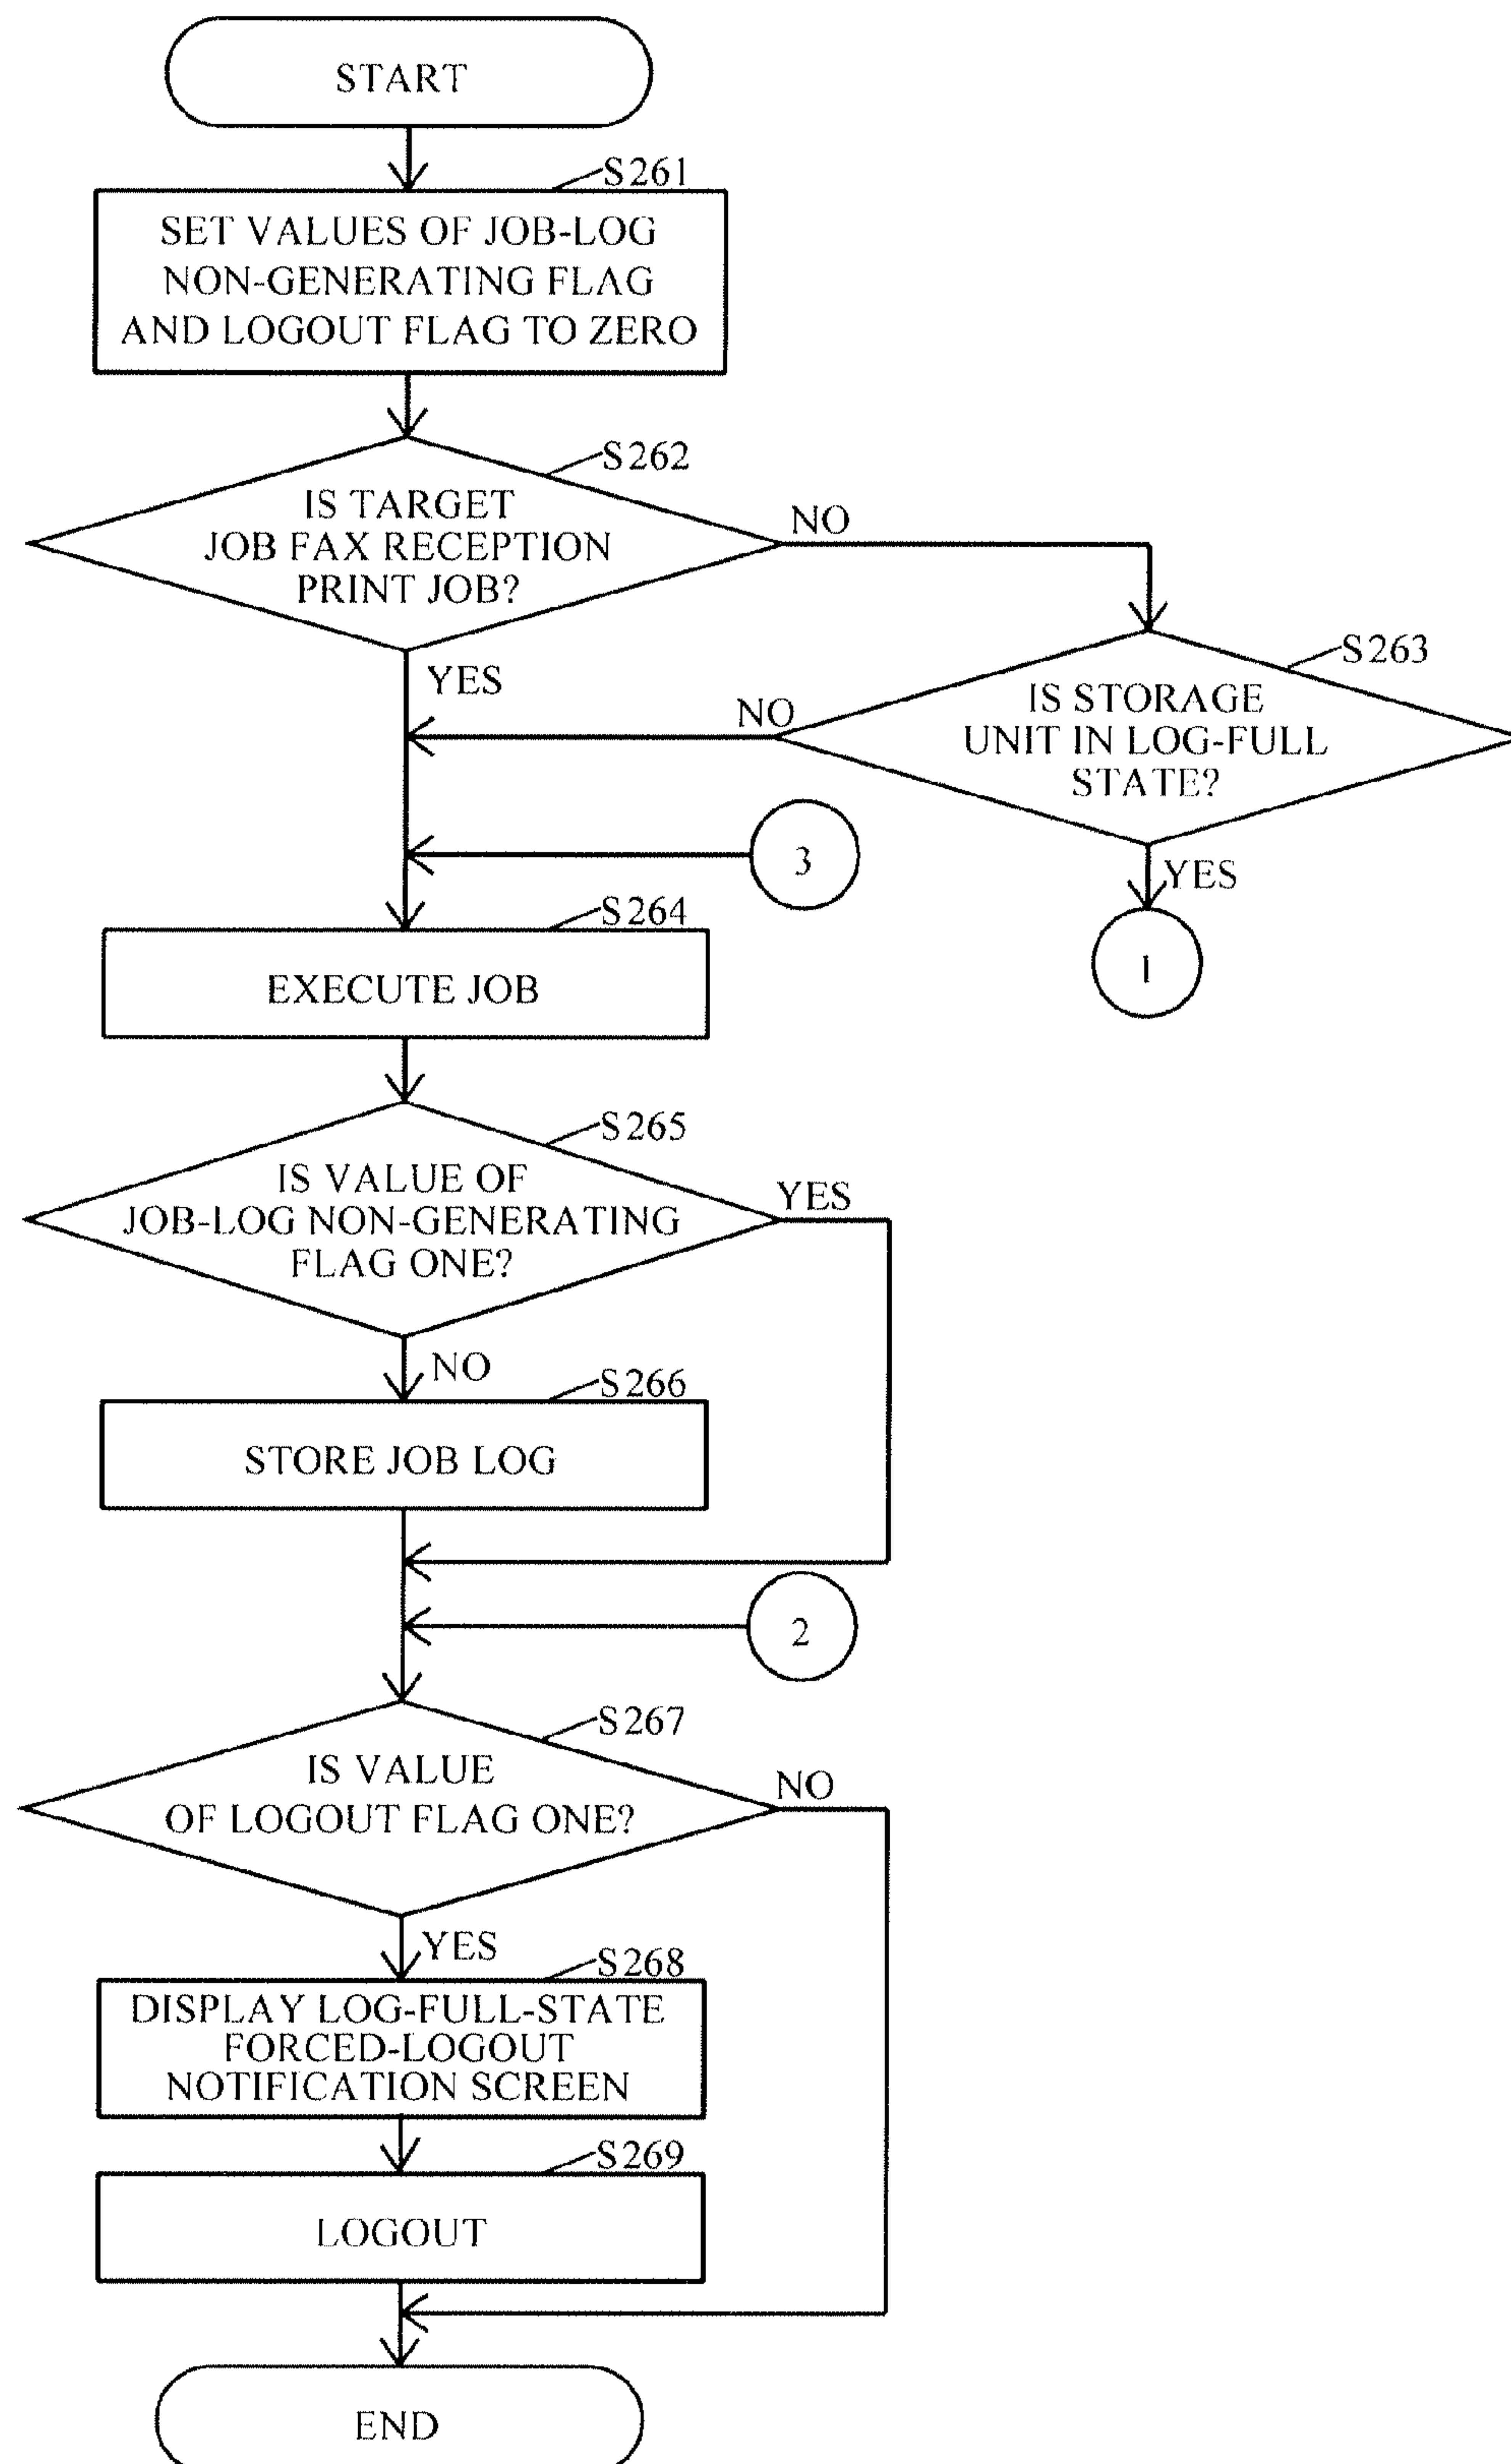 START
S261
SET VALUES OF JOB-LOG
NON-GENERATING FLAG
AND LOGOUT FLAG TO ZERO
S262
IS TARGET
JOB FAX RECEPTION
PRINT JOB?
NO
YES
S263
IS STORAGE
UNIT IN LOG-FULL
STATE?
NO
YES
3
1
S264
EXECUTE JOB
S265
IS VALUE OF
JOB-LOG NON-GENERATING
FLAG ONE?
YES
NO
S266
STORE JOB LOG
2
S267
IS VALUE
OF LOGOUT FLAG ONE?
NO
YES
S268
DISPLAY LOG-FULL-STATE
FORCED-LOGOUT
NOTIFICATION SCREEN
S269
LOGOUT
END